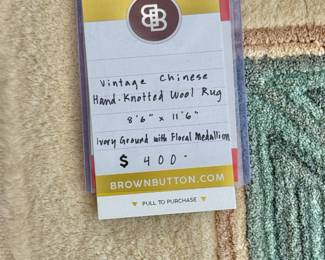 BB
Vintage Chinese
Hand-Knotted Wool Rug
8'6" x 11'6"
Ivory Ground with Floral Medallion
$ 400-
BROWNBUTTON.COM
▼ PULL TO PURCHASE ▼